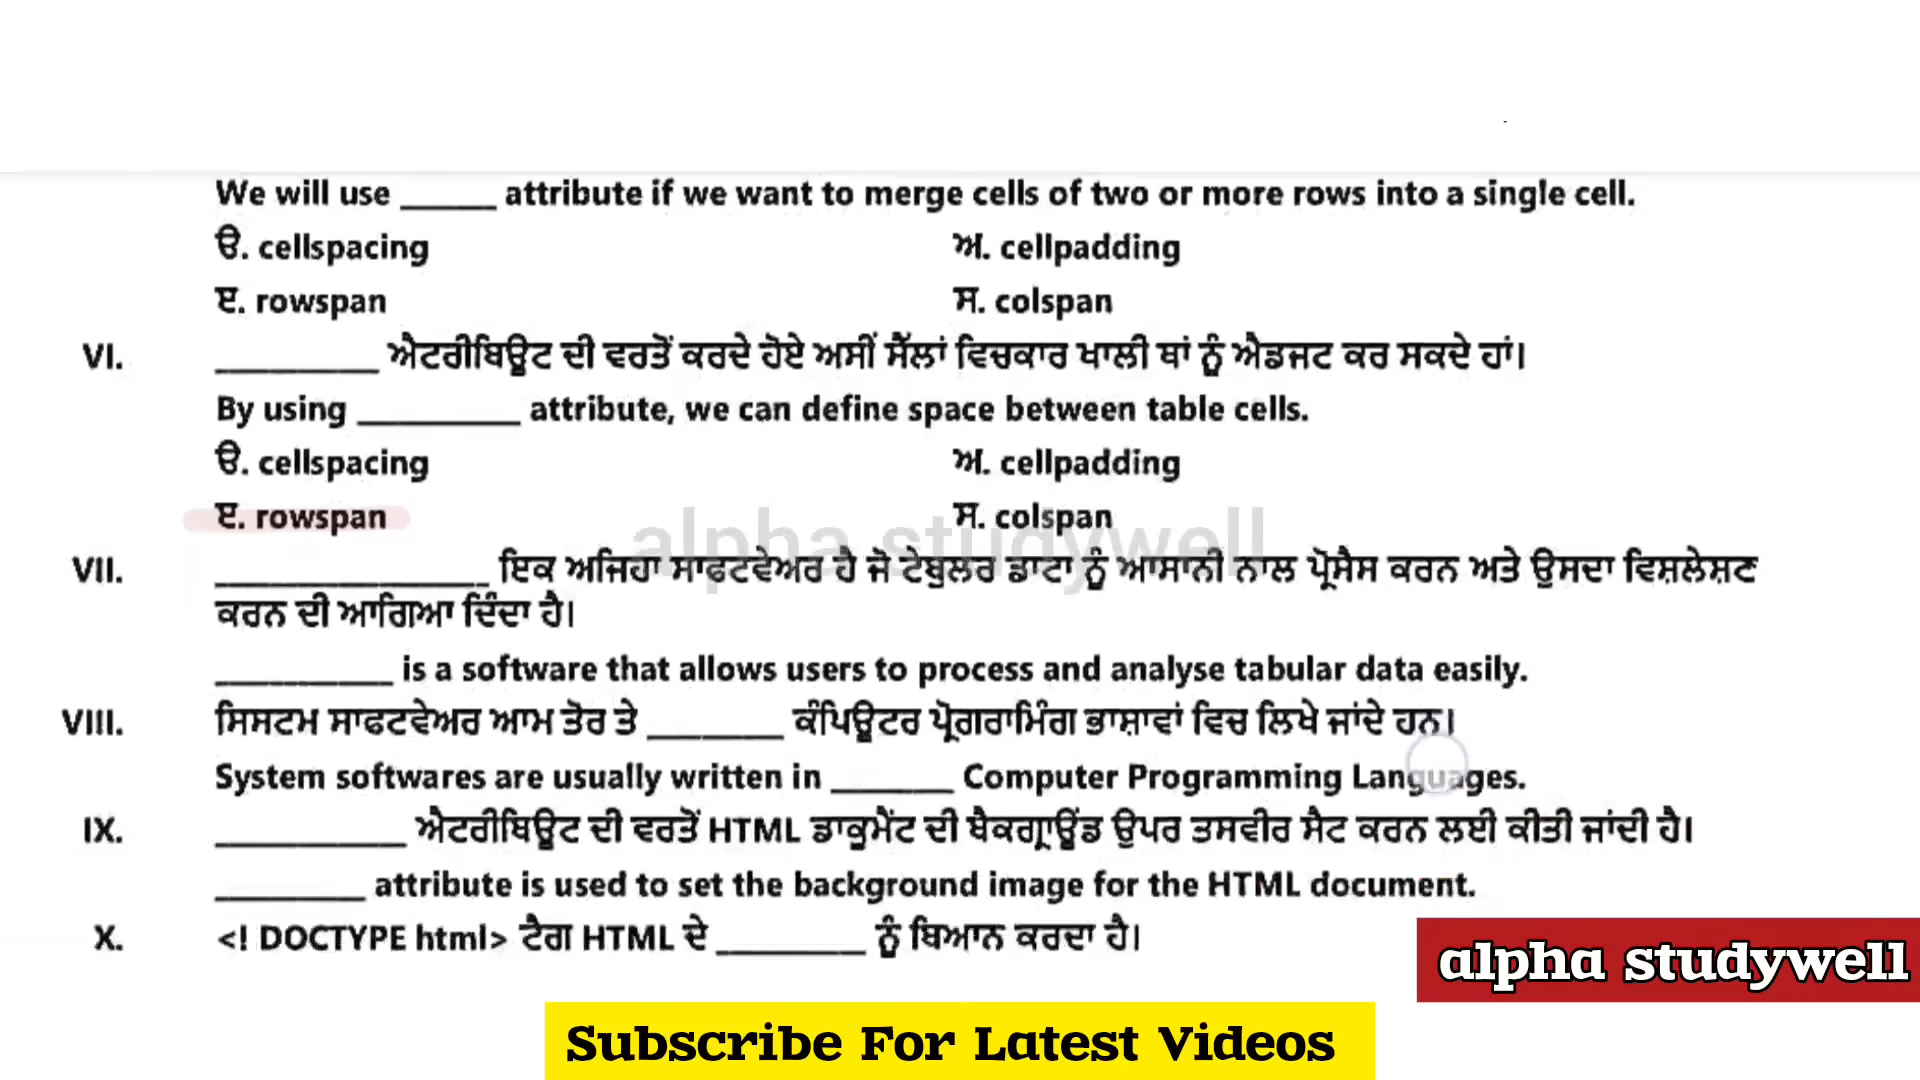 We will use ______ attribute if we want to merge cells of two or more rows into a single cell.
ੳ. cellspacing ਅ. cellpadding
ੲ. rowspan ਸ. colspan
VI. __________ ਐਟਰੀਬਿਊਟ ਦੀ ਵਰਤੋਂ ਕਰਦੇ ਹੋਏ ਅਸੀਂ ਸੈੱਲਾਂ ਵਿਚਕਾਰ ਖਾਲੀ ਥਾਂ ਨੂੰ ਐਡਜਟ ਕਰ ਸਕਦੇ ਹਾਂ।
By using __________ attribute, we can define space between table cells.
ੳ. cellspacing ਅ. cellpadding
ੲ. rowspan ਸ. colspan
alpha studywell
VII. _________________ ਇਕ ਅਜਿਹਾ ਸਾਫਟਵੇਅਰ ਹੈ ਜੋ ਟੇਬੁਲਰ ਡਾਟਾ ਨੂੰ ਆਸਾਨੀ ਨਾਲ ਪ੍ਰੋਸੈਸ ਕਰਨ ਅਤੇ ਉਸਦਾ ਵਿਸ਼ਲੇਸ਼ਣ
ਕਰਨ ਦੀ ਆਗਿਆ ਦਿੰਦਾ ਹੈ।
___________ is a software that allows users to process and analyse tabular data easily.
VIII. ਸਿਸਟਮ ਸਾਫਟਵੇਅਰ ਆਮ ਤੋਰ ਤੇ ________ ਕੰਪਿਊਟਰ ਪ੍ਰੋਗਰਾਮਿੰਗ ਭਾਸ਼ਾਵਾਂ ਵਿਚ ਲਿਖੇ ਜਾਂਦੇ ਹਨ।
System softwares are usually written in _______ Computer Programming Languages.
IX. ____________ ਐਟਰੀਬਿਊਟ ਦੀ ਵਰਤੋਂ HTML ਡਾਕੂਮੈਂਟ ਦੀ ਬੈਕਗ੍ਰਾਊਂਡ ਉਪਰ ਤਸਵੀਰ ਸੈਟ ਕਰਨ ਲਈ ਕੀਤੀ ਜਾਂਦੀ ਹੈ।
_________ attribute is used to set the background image for the HTML document.
X. <! DOCTYPE html> ਟੈਗ HTML ਦੇ _________ ਨੂੰ ਬਿਆਨ ਕਰਦਾ ਹੈ।
alpha studywell
Subscribe For Latest Videos